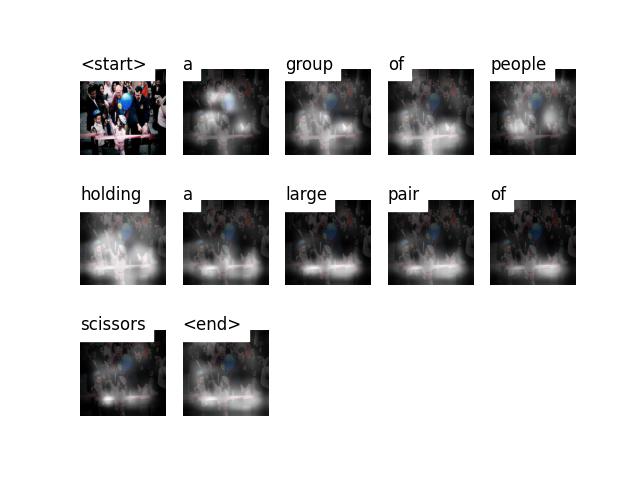 <start> a group of people
holding a large pair of
scissors <end>